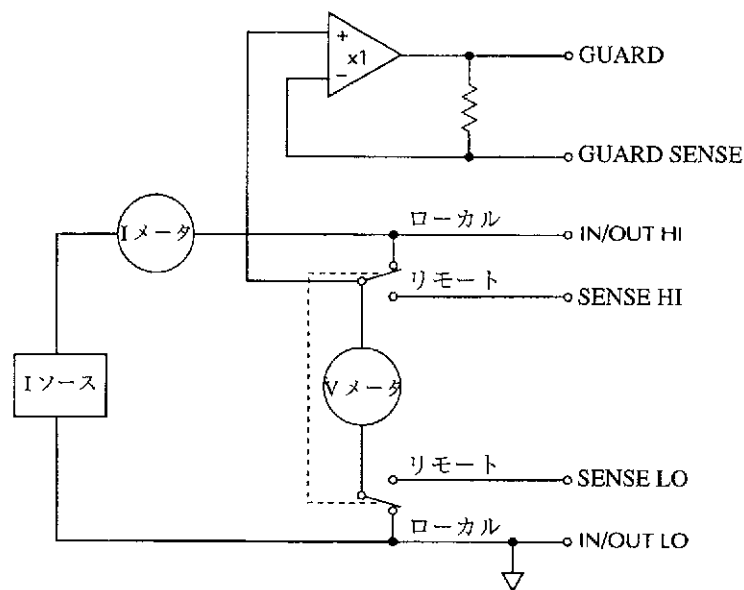 +
x1
−
GUARD
GUARD SENSE
Iメータ
ローカル
IN/OUT HI
リモート
SENSE HI
Iソース
Vメータ
リモート
SENSE LO
ローカル
IN/OUT LO